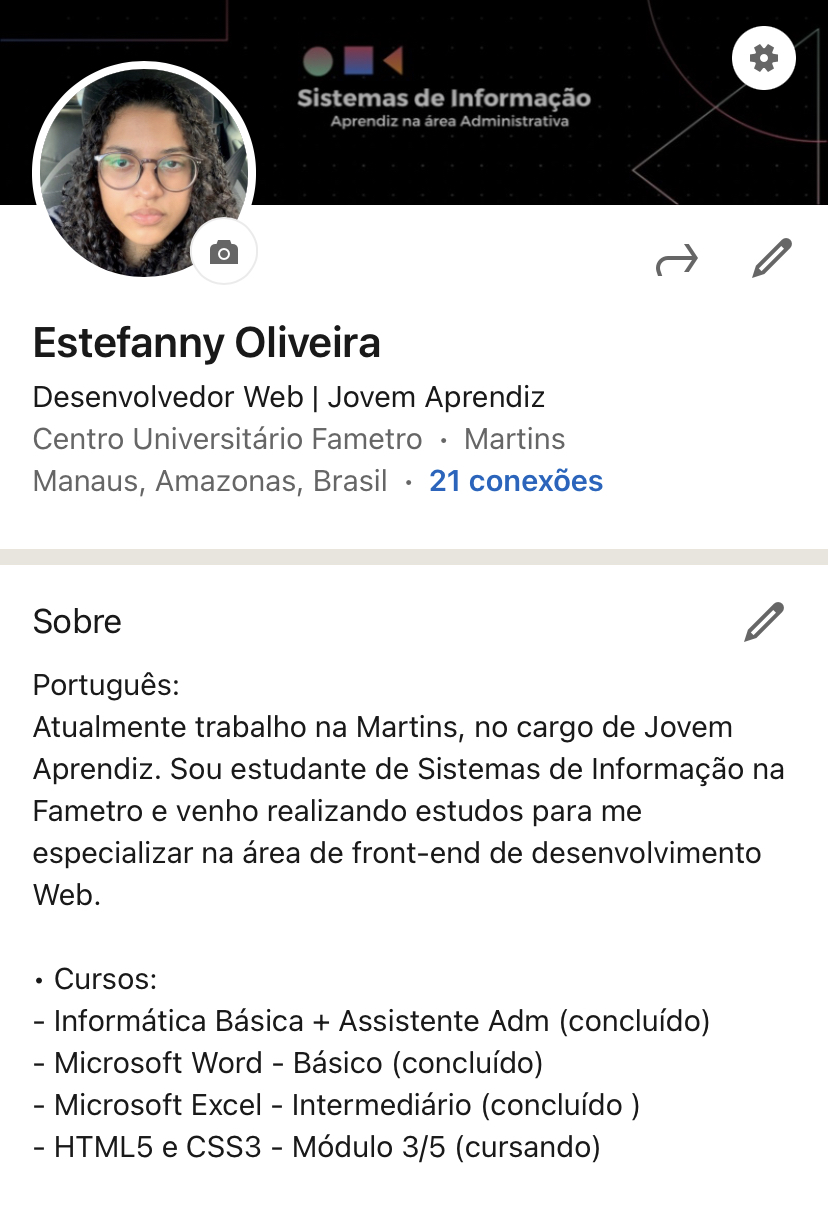 Sistemas de Informação
Aprendiz na área Administrativa
Estefanny Oliveira
Desenvolvedor Web | Jovem Aprendiz
Centro Universitário Fametro • Martins
Manaus, Amazonas, Brasil • 21 conexões
Sobre
Português:
Atualmente trabalho na Martins, no cargo de Jovem
Aprendiz. Sou estudante de Sistemas de Informação na
Fametro e venho realizando estudos para me
especializar na área de front-end de desenvolvimento
Web.
• Cursos:
- Informática Básica + Assistente Adm (concluído)
- Microsoft Word - Básico (concluído)
- Microsoft Excel - Intermediário (concluído )
- HTML5 e CSS3 - Módulo 3/5 (cursando)